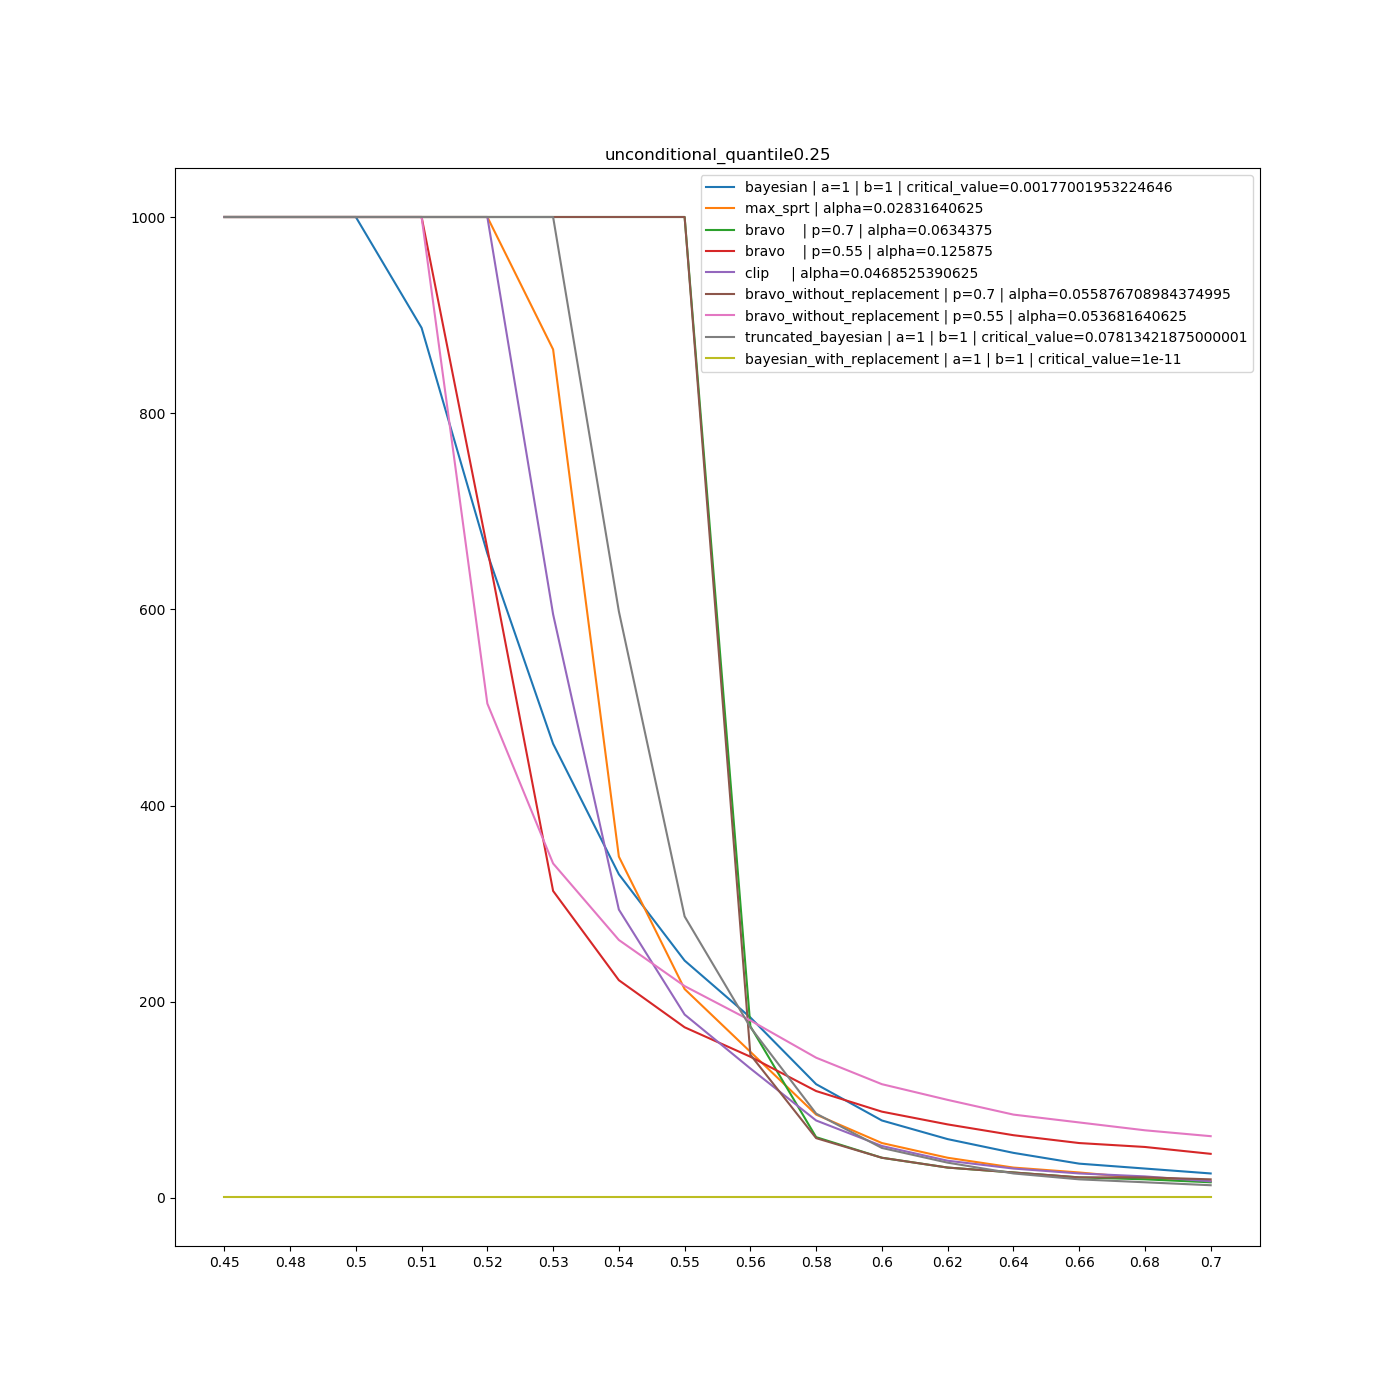 unconditional_quantile0.25
bayesian | a=1 | b=1 | critical_value=0.00177001953224646
max_sprt | alpha=0.02831640625
bravo    | p=0.7 | alpha=0.0634375
bravo    | p=0.55 | alpha=0.125875
clip     | alpha=0.0468525390625
bravo_without_replacement | p=0.7 | alpha=0.055876708984374995
bravo_without_replacement | p=0.55 | alpha=0.053681640625
truncated_bayesian | a=1 | b=1 | critical_value=0.07813421875000001
bayesian_with_replacement | a=1 | b=1 | critical_value=1e-11
1000
800
600
400
200
0
0.45 0.48 0.5 0.51 0.52 0.53 0.54 0.55 0.56 0.58 0.6 0.62 0.64 0.66 0.68 0.7